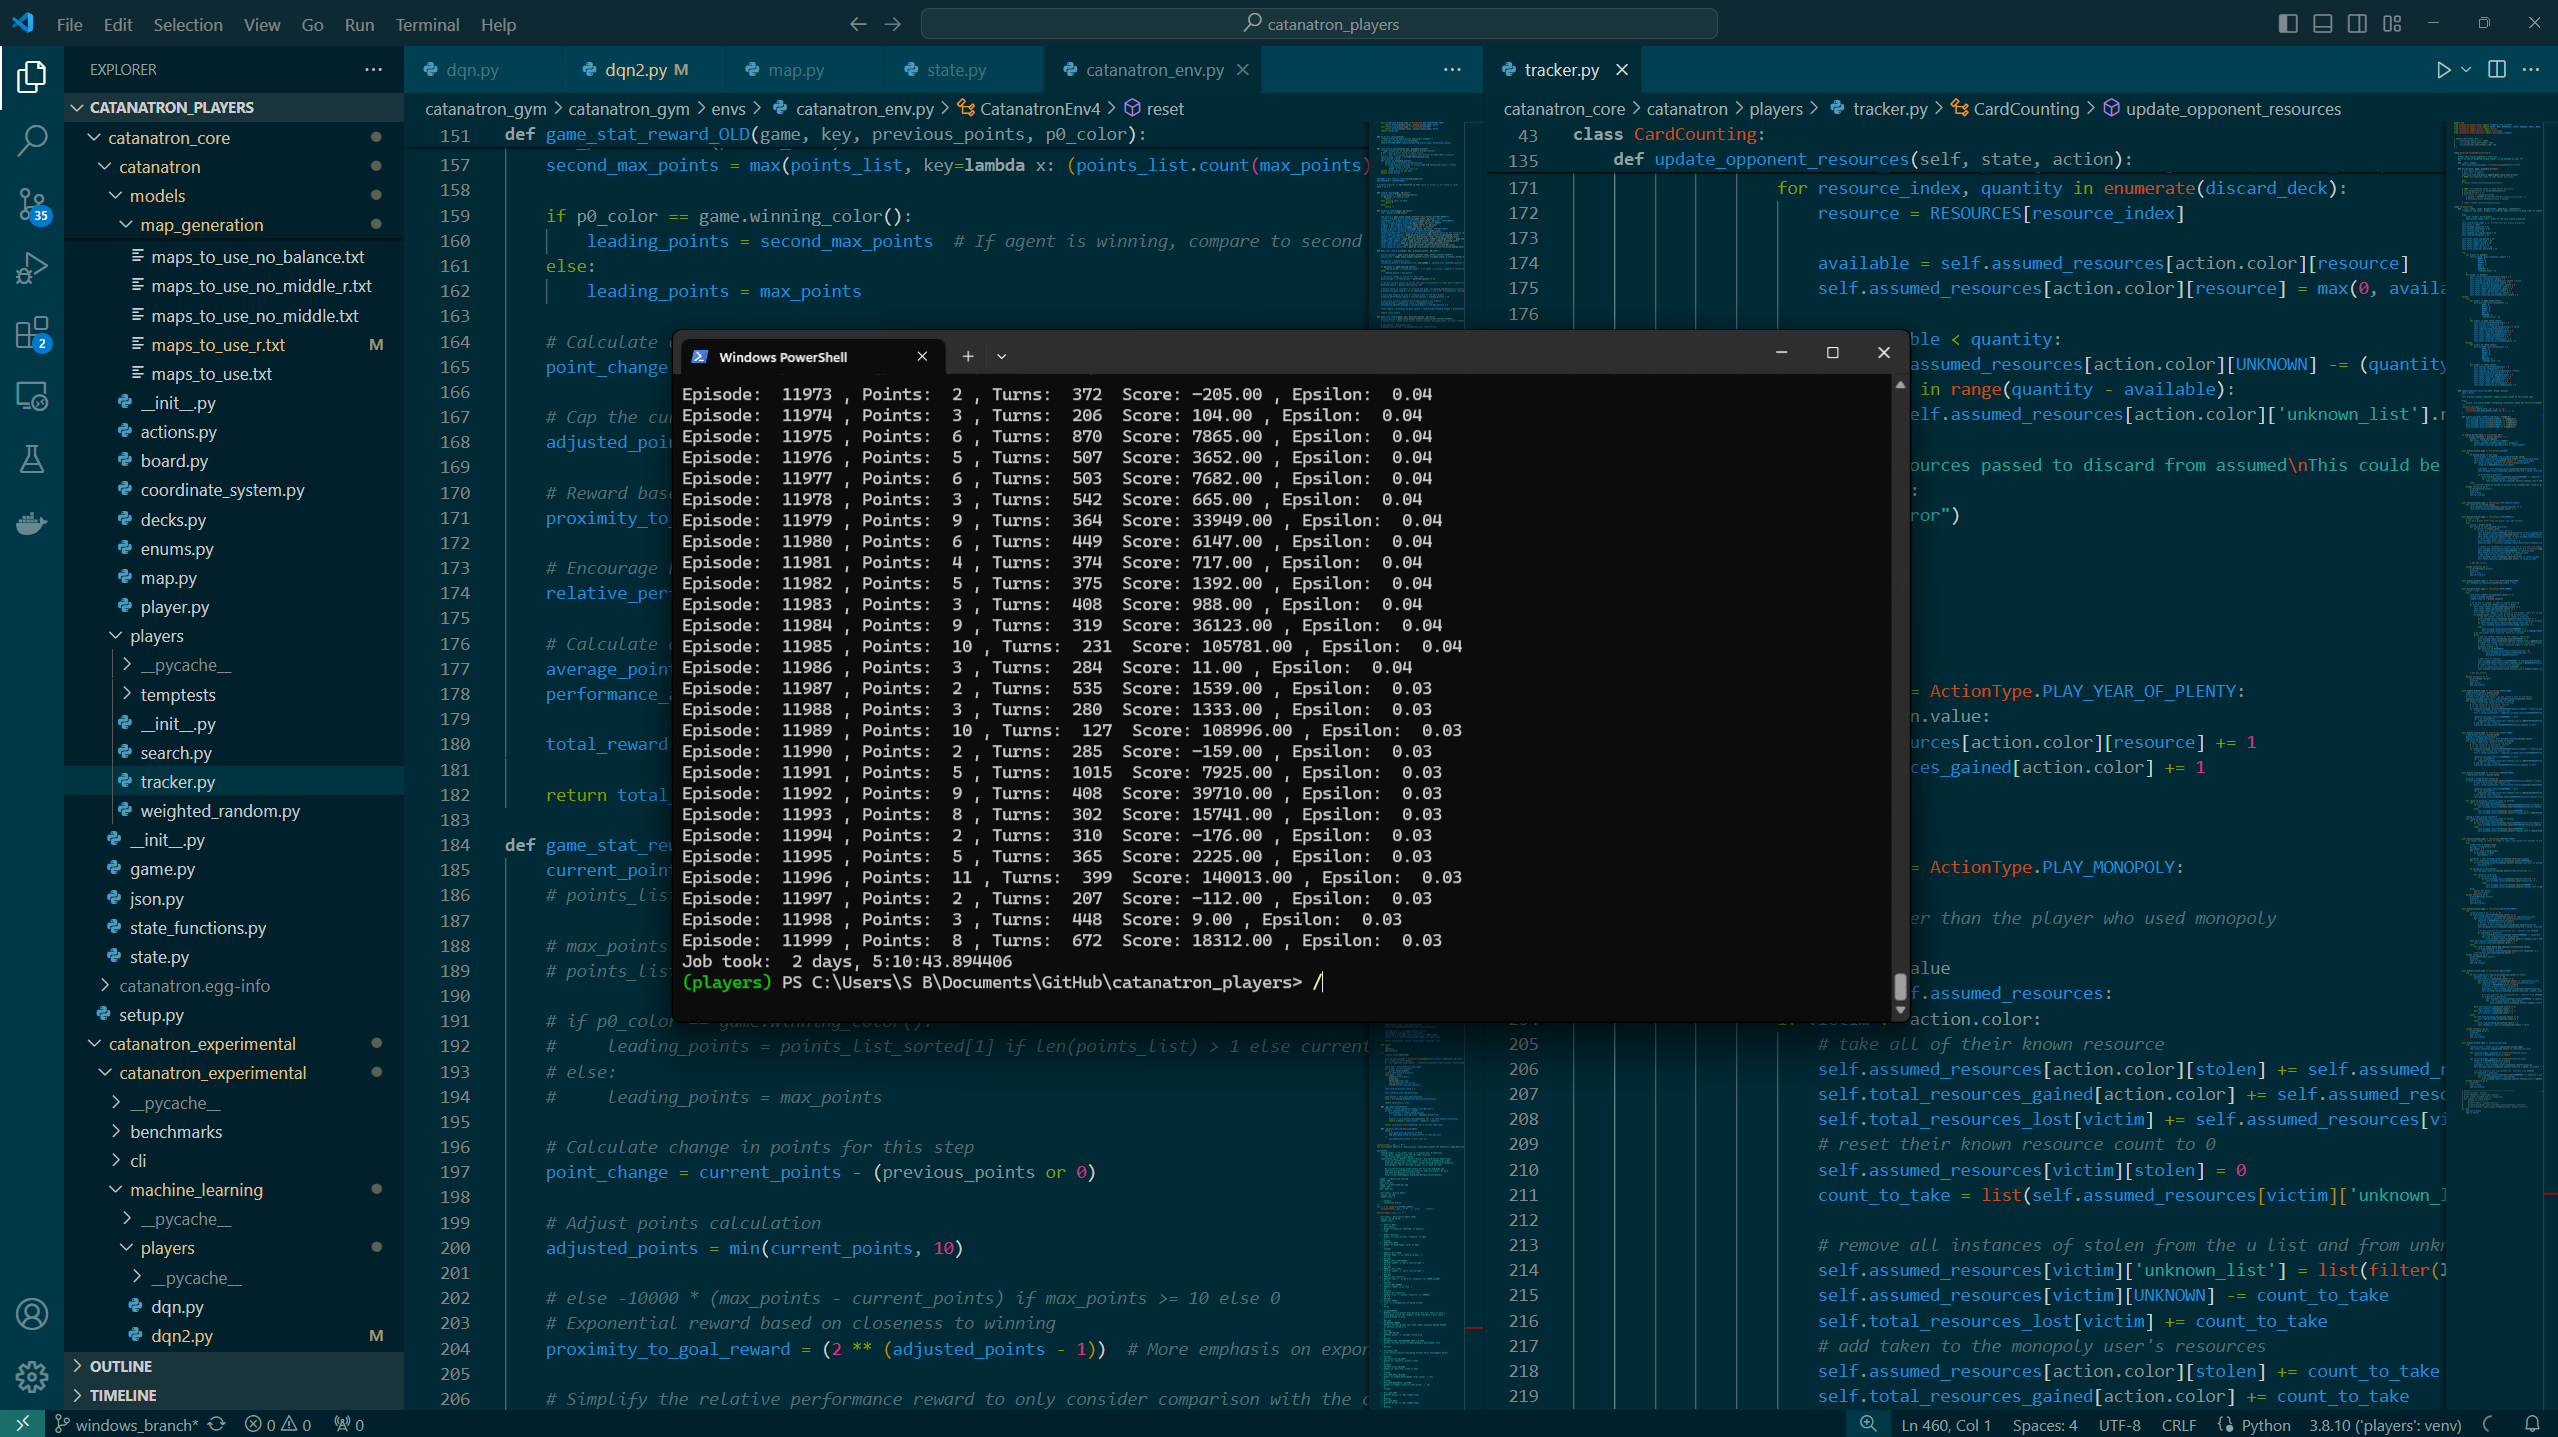 File Edit Selection View Go Run Terminal Help
catanatron_players
EXPLORER
CATANATRON_PLAYERS
catanatron_core
catanatron
models
map_generation
maps_to_use_no_balance.txt
maps_to_use_no_middle_r.txt
maps_to_use_no_middle.txt
maps_to_use_r.txt M
maps_to_use.txt
__init__.py
actions.py
board.py
coordinate_system.py
decks.py
enums.py
map.py
player.py
players
__pycache__
temptests
__init__.py
search.py
tracker.py
weighted_random.py
__init__.py
game.py
json.py
state_functions.py
state.py
catanatron.egg-info
setup.py
catanatron_experimental
catanatron_experimental
__pycache__
benchmarks
cli
machine_learning
__pycache__
players
__pycache__
dqn.py
dqn2.py M
OUTLINE
TIMELINE
35
2
dqn.py dqn2.py M map.py state.py catanatron_env.py
catanatron_gym > catanatron_gym > envs > catanatron_env.py > CatanatronEnv4 > reset
151 def game_stat_reward_OLD(game, key, previous_points, p0_color):
157 second_max_points = max(points_list, key=lambda x: (points_list.count(max_points)
158
159 if p0_color == game.winning_color():
160 leading_points = second_max_points # If agent is winning, compare to second
161 else:
162 leading_points = max_points
163
164 # Calculate
165 point_change
166
167 # Cap the cu
168 adjusted_poi
169
170 # Reward bas
171 proximity_to_
172
173 # Encourage
174 relative_per
175
176 # Calculate
177 average_poin
178 performance_
179
180 total_reward
181
182 return total_
183
184 def game_stat_re
185 current_poin
186 # points_lis
187
188 # max_points
189 # points_lis
190
191 # if p0_color == game.winning_color():
192 # leading_points = points_list_sorted[1] if len(points_list) > 1 else current
193 # else:
194 # leading_points = max_points
195
196 # Calculate change in points for this step
197 point_change = current_points - (previous_points or 0)
198
199 # Adjust points calculation
200 adjusted_points = min(current_points, 10)
201
202 # else -10000 * (max_points - current_points) if max_points >= 10 else 0
203 # Exponential reward based on closeness to winning
204 proximity_to_goal_reward = (2 ** (adjusted_points - 1)) # More emphasis on expon
205
206 # Simplify the relative performance reward to only consider comparison with the
Windows PowerShell
Episode: 11973 , Points: 2 , Turns: 372 Score: -205.00 , Epsilon: 0.04
Episode: 11974 , Points: 3 , Turns: 206 Score: 104.00 , Epsilon: 0.04
Episode: 11975 , Points: 6 , Turns: 870 Score: 7865.00 , Epsilon: 0.04
Episode: 11976 , Points: 5 , Turns: 507 Score: 3652.00 , Epsilon: 0.04
Episode: 11977 , Points: 6 , Turns: 503 Score: 7682.00 , Epsilon: 0.04
Episode: 11978 , Points: 3 , Turns: 542 Score: 665.00 , Epsilon: 0.04
Episode: 11979 , Points: 9 , Turns: 364 Score: 33949.00 , Epsilon: 0.04
Episode: 11980 , Points: 6 , Turns: 449 Score: 6147.00 , Epsilon: 0.04
Episode: 11981 , Points: 4 , Turns: 374 Score: 717.00 , Epsilon: 0.04
Episode: 11982 , Points: 5 , Turns: 375 Score: 1392.00 , Epsilon: 0.04
Episode: 11983 , Points: 3 , Turns: 408 Score: 988.00 , Epsilon: 0.04
Episode: 11984 , Points: 9 , Turns: 319 Score: 36123.00 , Epsilon: 0.04
Episode: 11985 , Points: 10 , Turns: 231 Score: 105781.00 , Epsilon: 0.04
Episode: 11986 , Points: 3 , Turns: 284 Score: 11.00 , Epsilon: 0.04
Episode: 11987 , Points: 2 , Turns: 535 Score: 1539.00 , Epsilon: 0.03
Episode: 11988 , Points: 3 , Turns: 280 Score: 1333.00 , Epsilon: 0.03
Episode: 11989 , Points: 10 , Turns: 127 Score: 108996.00 , Epsilon: 0.03
Episode: 11990 , Points: 2 , Turns: 285 Score: -159.00 , Epsilon: 0.03
Episode: 11991 , Points: 5 , Turns: 1015 Score: 7925.00 , Epsilon: 0.03
Episode: 11992 , Points: 9 , Turns: 408 Score: 39710.00 , Epsilon: 0.03
Episode: 11993 , Points: 8 , Turns: 302 Score: 15741.00 , Epsilon: 0.03
Episode: 11994 , Points: 2 , Turns: 310 Score: -176.00 , Epsilon: 0.03
Episode: 11995 , Points: 5 , Turns: 365 Score: 2225.00 , Epsilon: 0.03
Episode: 11996 , Points: 11 , Turns: 399 Score: 140013.00 , Epsilon: 0.03
Episode: 11997 , Points: 2 , Turns: 207 Score: -112.00 , Epsilon: 0.03
Episode: 11998 , Points: 3 , Turns: 448 Score: 9.00 , Epsilon: 0.03
Episode: 11999 , Points: 8 , Turns: 672 Score: 18312.00 , Epsilon: 0.03
Job took: 2 days, 5:10:43.894406
(players) PS C:\Users\S B\Documents\GitHub\catanatron_players> /
tracker.py
catanatron_core > catanatron > players > tracker.py > CardCounting > update_opponent_resources
43 class CardCounting:
135 def update_opponent_resources(self, state, action):
171 for resource_index, quantity in enumerate(discard_deck):
172 resource = RESOURCES[resource_index]
173
174 available = self.assumed_resources[action.color][resource]
175 self.assumed_resources[action.color][resource] = max(0, availa
176
ble < quantity:
assumed_resources[action.color][UNKNOWN] -= (quantity
in range(quantity - available):
elf.assumed_resources[action.color]['unknown_list'].r
ources passed to discard from assumed\nThis could be
:
ror")
= ActionType.PLAY_YEAR_OF_PLENTY:
n.value:
urces[action.color][resource] += 1
ces_gained[action.color] += 1
= ActionType.PLAY_MONOPOLY:
er than the player who used monopoly
alue
f.assumed_resources:
action.color:
205 # take all of their known resource
206 self.assumed_resources[action.color][stolen] += self.assumed_r
207 self.total_resources_gained[action.color] += self.assumed_reso
208 self.total_resources_lost[victim] += self.assumed_resources[vi
209 # reset their known resource count to 0
210 self.assumed_resources[victim][stolen] = 0
211 count_to_take = list(self.assumed_resources[victim]['unknown_l
212
213 # remove all instances of stolen from the u list and from unkn
214 self.assumed_resources[victim]['unknown_list'] = list(filter(l
215 self.assumed_resources[victim][UNKNOWN] -= count_to_take
216 self.total_resources_lost[victim] += count_to_take
217 # add taken to the monopoly user's resources
218 self.assumed_resources[action.color][stolen] += count_to_take
219 self.total_resources_gained[action.color] += count_to_take
windows_branch* 0 0 0
Ln 460, Col 1 Spaces: 4 UTF-8 CRLF Python 3.8.10 ('players': venv)